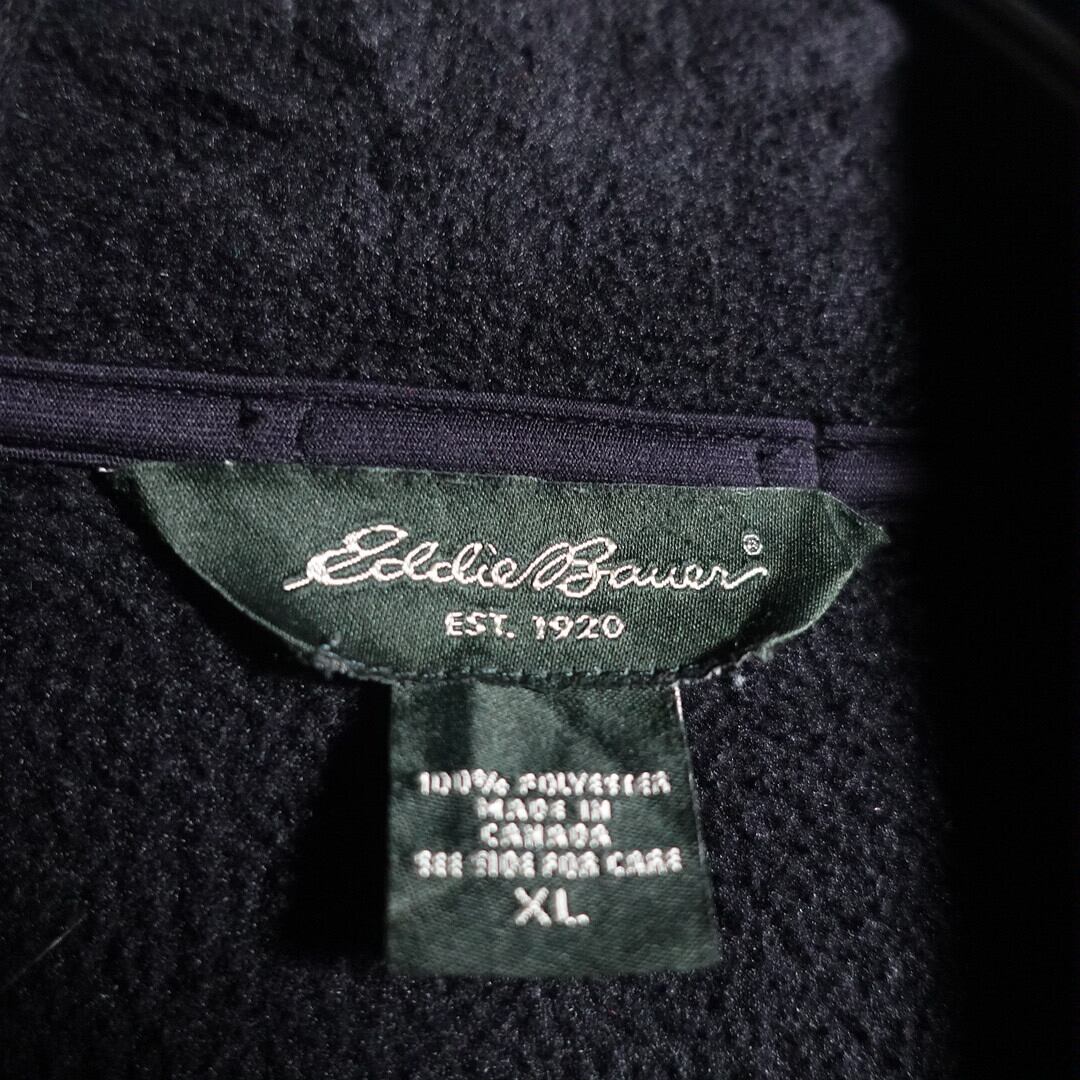 Eddie Bauer®
EST. 1920
100% POLYESTER
MADE IN
CANADA
SEE SIDE FOR CARE
XL